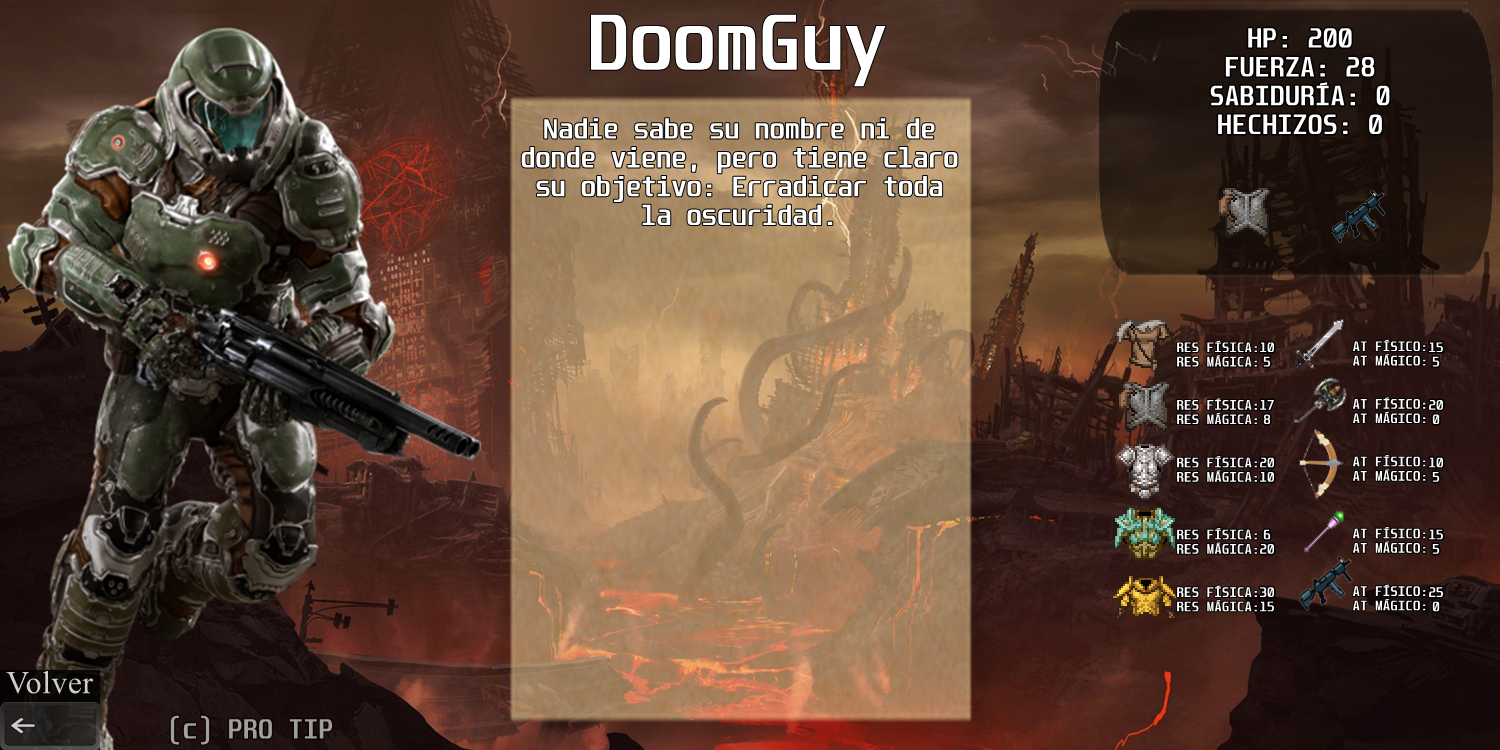 DoomGuy
Nadie sabe su nombre ni de
donde viene, pero tiene claro
su objetivo: Erradicar toda
la oscuridad.
HP: 200
FUERZA: 28
SABIDURÍA: 0
HECHIZOS: 0
RES FÍSICA:10
RES MÁGICA: 5
AT FÍSICO:15
AT MÁGICO: 5
RES FÍSICA:17
RES MÁGICA: 8
AT FÍSICO:20
AT MÁGICO: 0
RES FÍSICA:20
RES MÁGICA:10
AT FÍSICO:10
AT MÁGICO: 5
RES FÍSICA: 6
RES MÁGICA:20
AT FÍSICO:15
AT MÁGICO: 5
RES FÍSICA:30
RES MÁGICA:15
AT FÍSICO:25
AT MÁGICO: 0
Volver
(c) PRO TIP